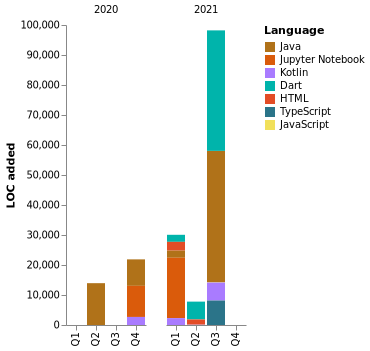 2020 2021
Language
Java
Jupyter Notebook
Kotlin
Dart
HTML
TypeScript
JavaScript
LOC added
100,000
90,000
80,000
70,000
60,000
50,000
40,000
30,000
20,000
10,000
0
Q1 Q2 Q3 Q4 Q1 Q2 Q3 Q4